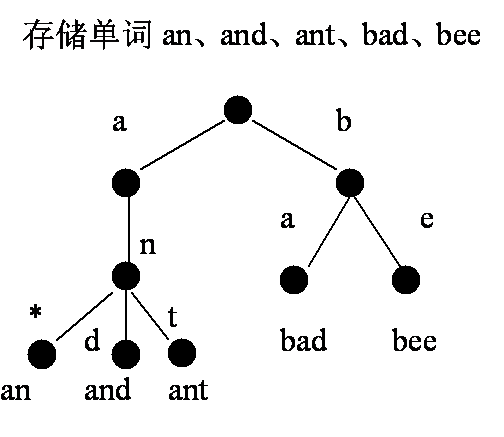 存储单词 an、and、ant、bad、bee
a b
n a e
* d t
an and ant bad bee